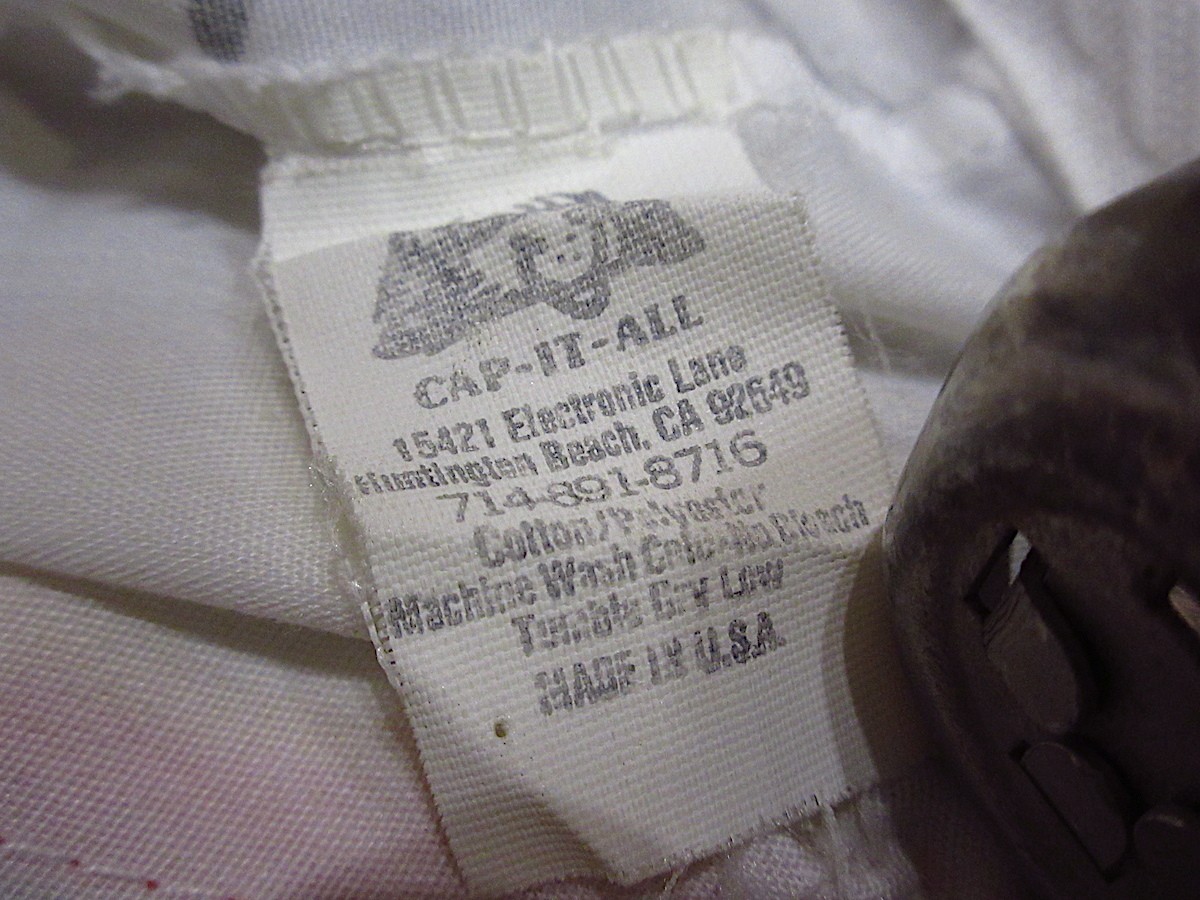 CAP-IT-ALL
15421 Electronic Lane
Huntington Beach, CA 92649
714-891-8716
Cotton/Polyester
Machine Wash Cold-No Bleach
Tumble Dry Low
MADE IN U.S.A.